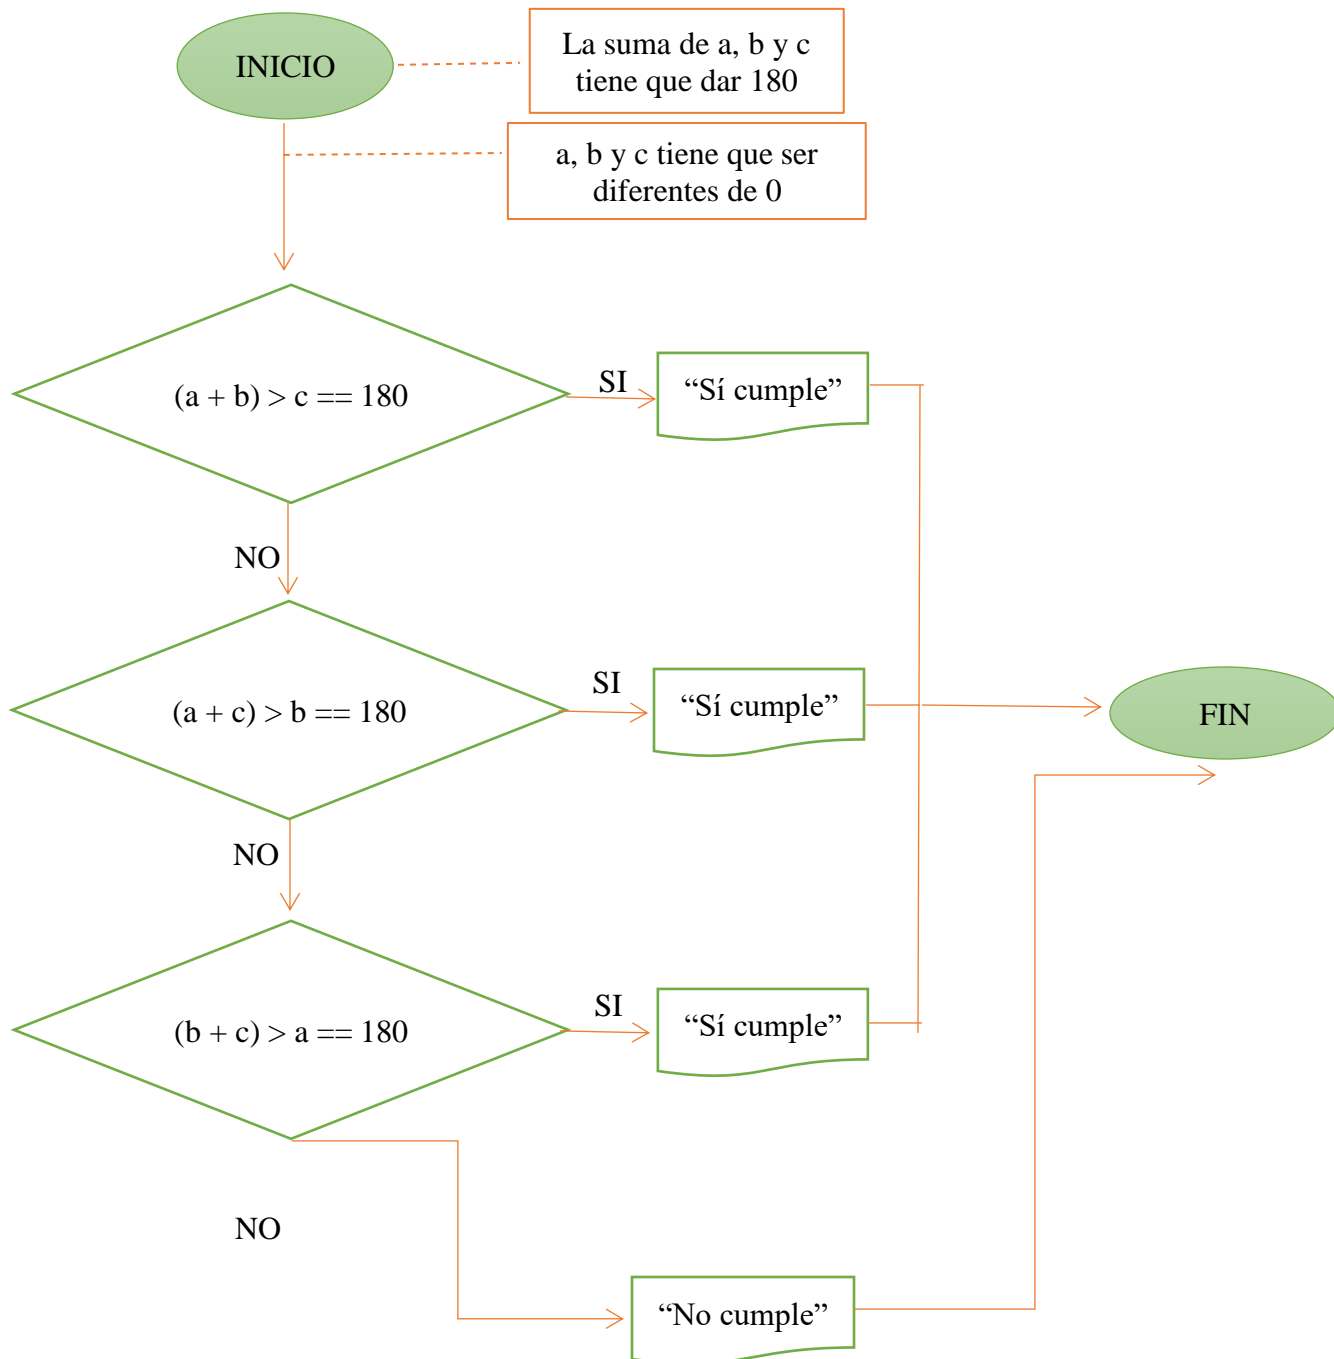 INICIO
La suma de a, b y c
tiene que dar 180
a, b y c tiene que ser
diferentes de 0
(a + b) > c == 180
SI
“Sí cumple”
NO
(a + c) > b == 180
SI
“Sí cumple”
FIN
NO
(b + c) > a == 180
SI
“Sí cumple”
NO
“No cumple”